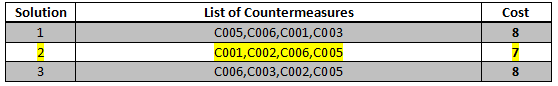 Solution List of Countermeasures Cost
1 C005,C006,C001,C003 8
2 C001,C002,C006,C005 7
3 C006,C003,C002,C005 8